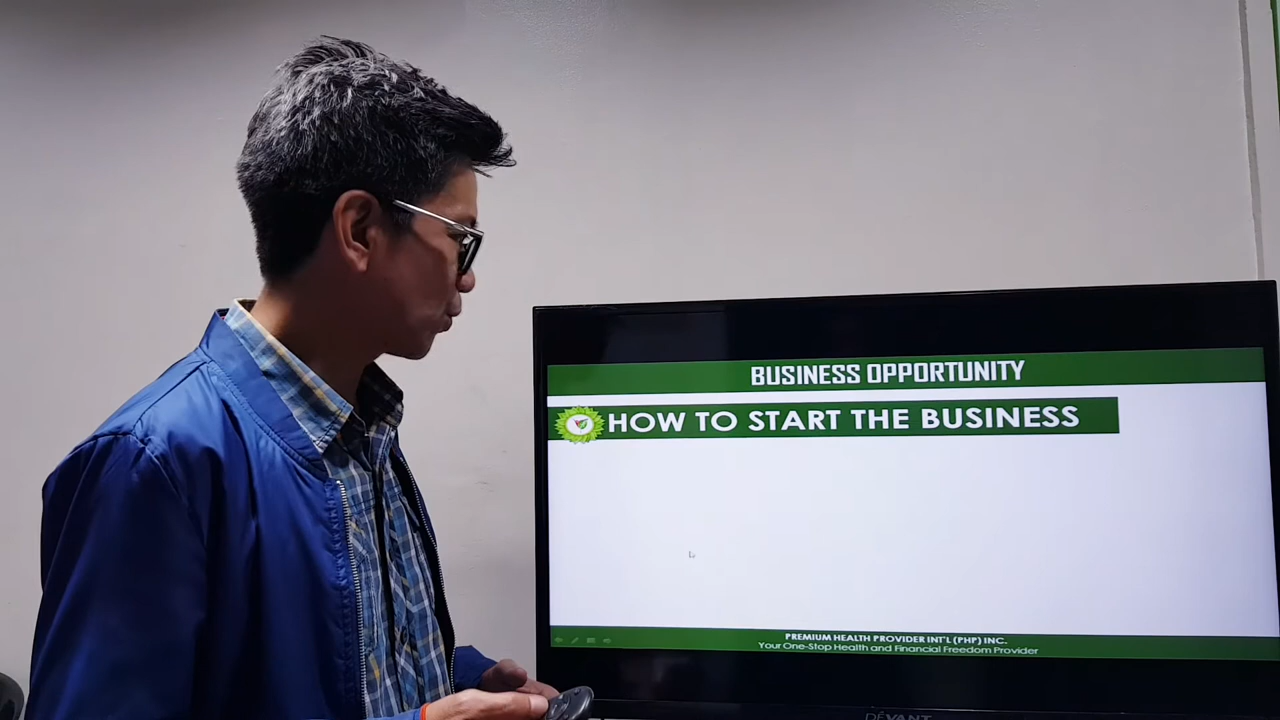 BUSINESS OPPORTUNITY
HOW TO START THE BUSINESS
PREMIUM HEALTH PROVIDER INT'L (PHP) INC.
Your One-Stop Health and Financial Freedom Provider
DEVANT